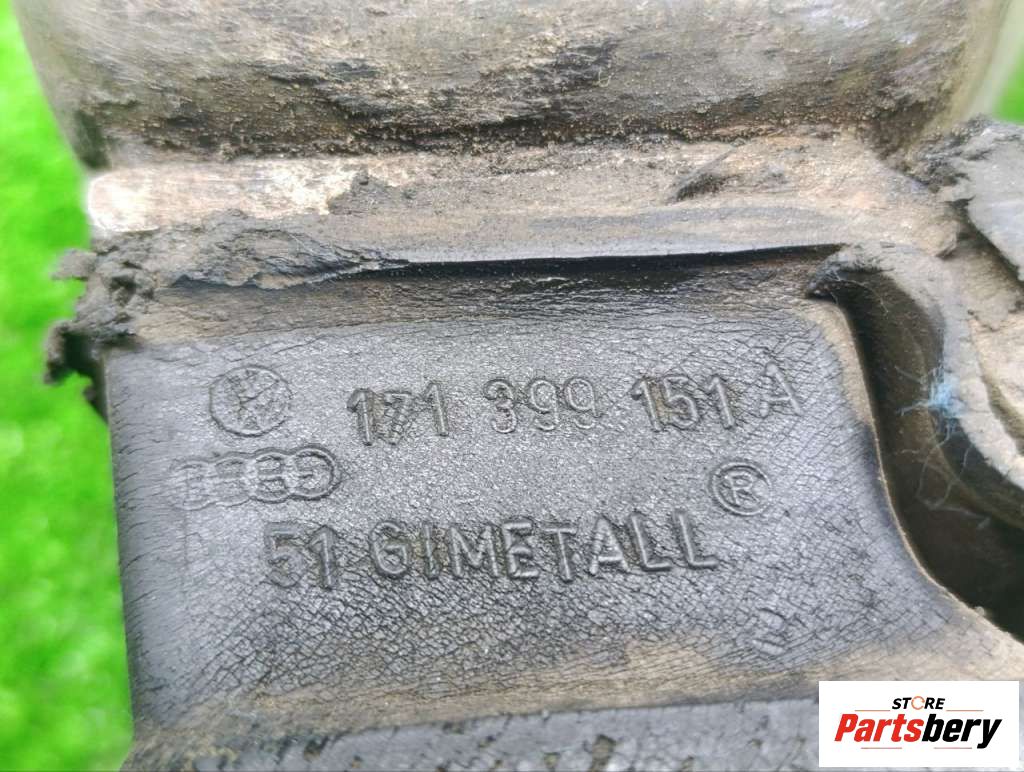 171 399 151 A
51 GIMETALL ®
STORE
Partsbery